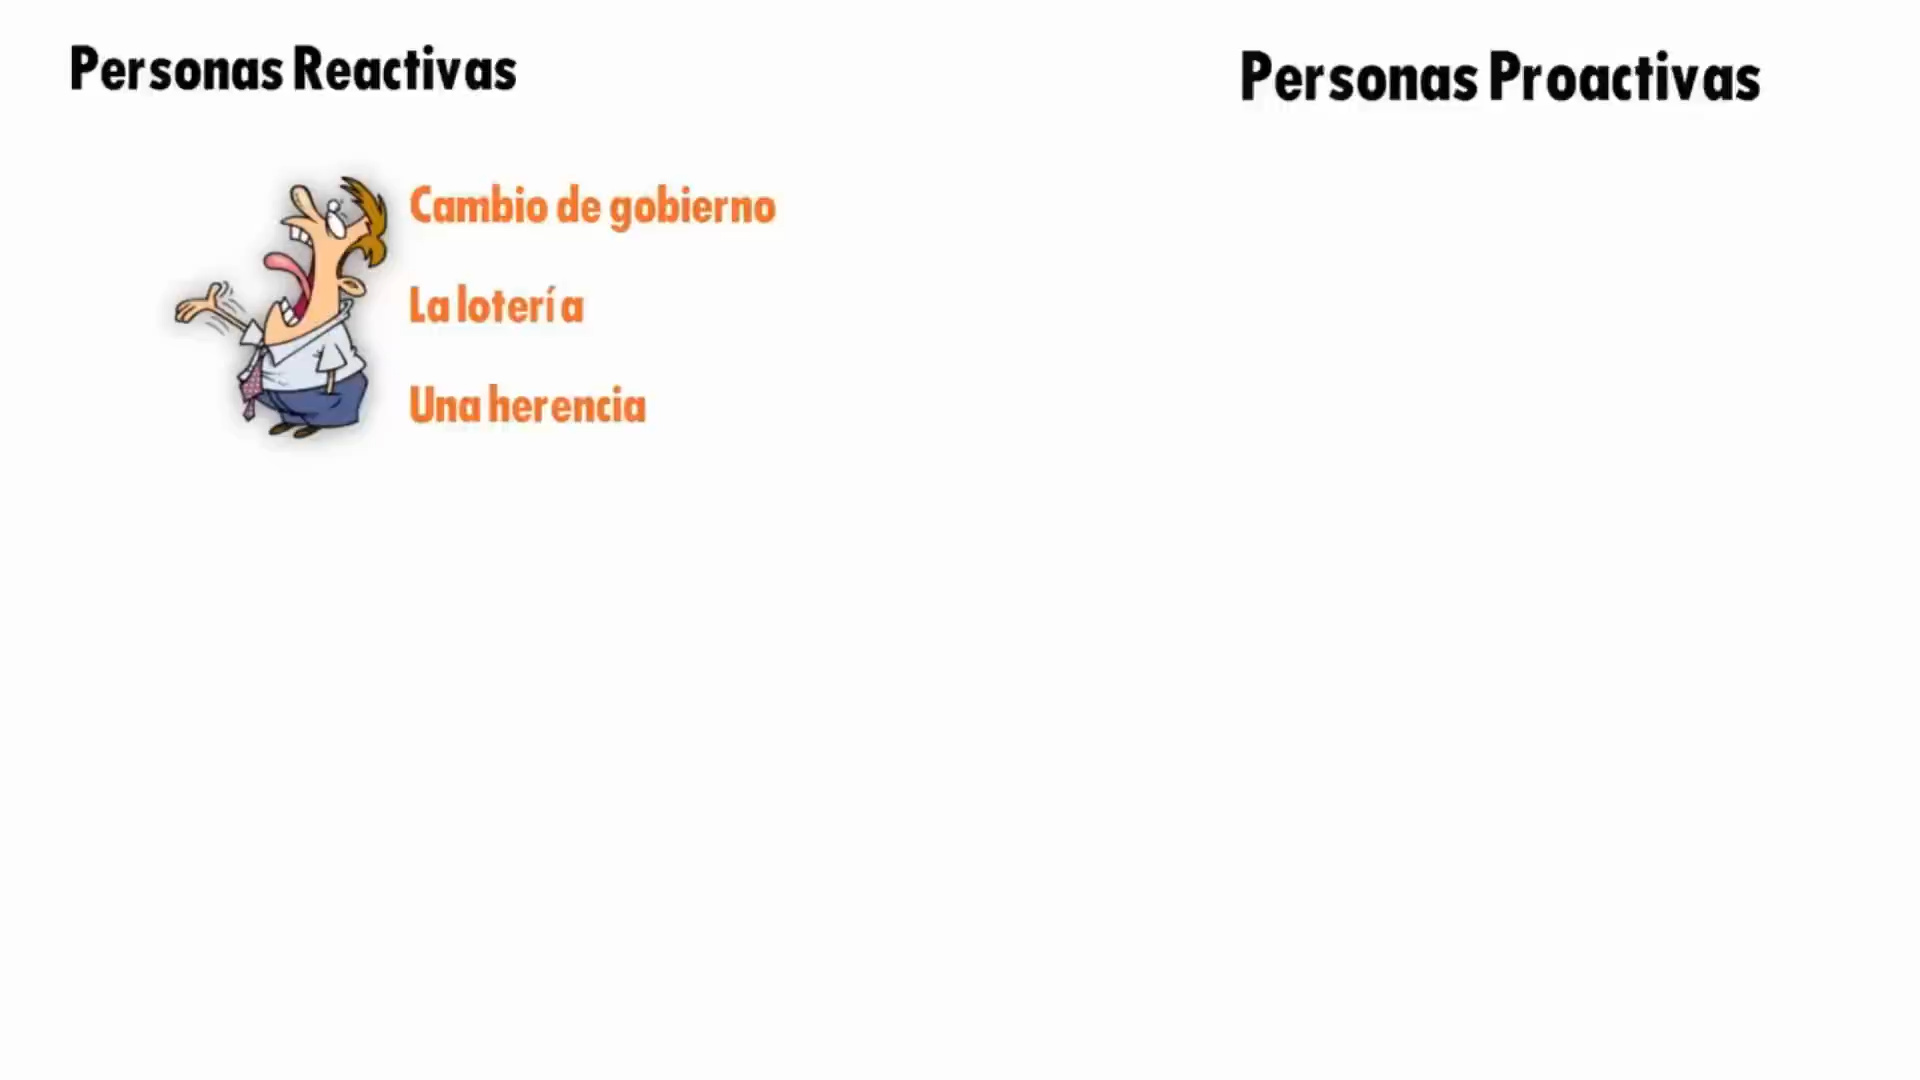 Personas Reactivas
Personas Proactivas
Cambio de gobierno
La lotería
Una herencia